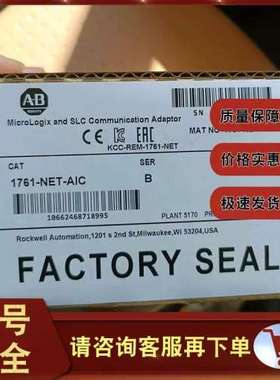 A-B
S N
MicroLogix and SLC Communication Adaptor
质量保障
CE
EAC
MAT NO
KCC-REM-1761-NET
CAT
SER
1761-NET-AIC
B
价格实惠
10662468718995
PLANT 5170
极速发货
Rockwell Automation,1201 s 2nd St,Milwaukee,WI 53204,USA
FACTORY SEAL
号
全
请咨询客服再下单